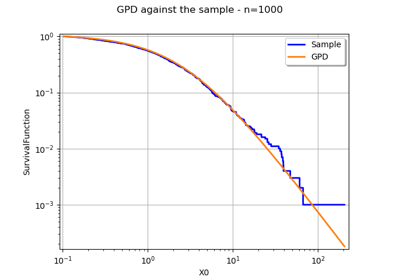 GPD against the sample - n=1000
Sample
GPD
SurvivalFunction
10⁰
10⁻¹
10⁻²
10⁻³
10⁻¹ 10⁰ 10¹ 10²
X0